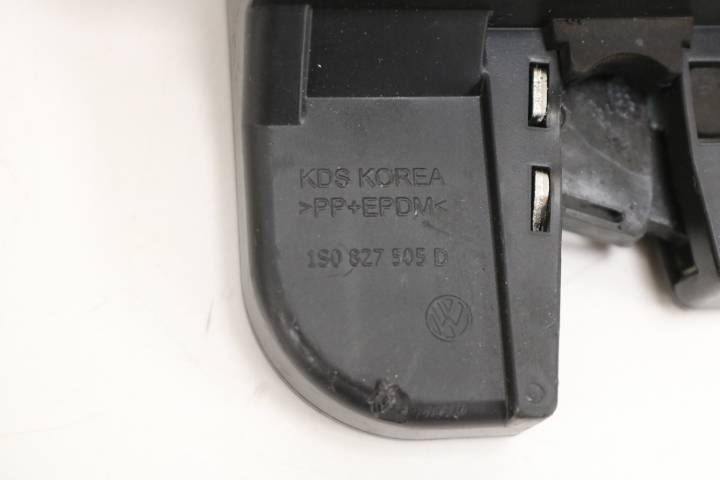 KDS KOREA
>PP+EPDM<
1S0 827 505 D